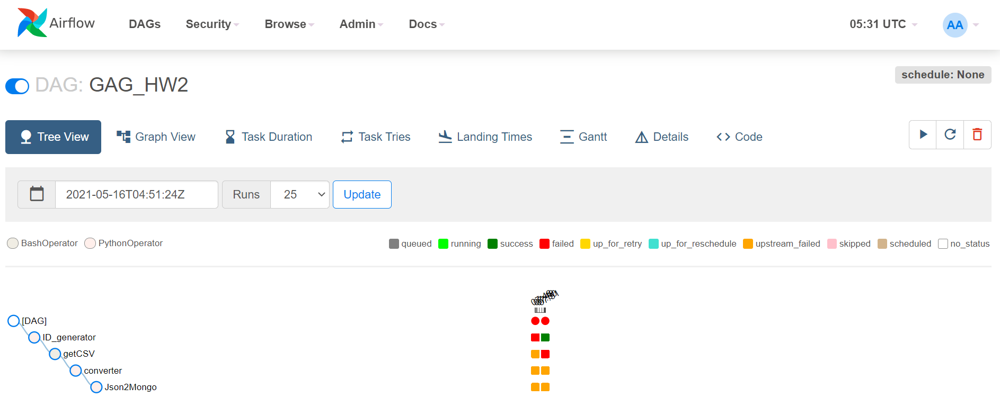 Airflow DAGs Security Browse Admin Docs 05:31 UTC AA
schedule: None
DAG: GAG_HW2
Tree View Graph View Task Duration Task Tries Landing Times Gantt Details Code
2021-05-16T04:51:24Z Runs 25 Update
BashOperator PythonOperator queued running success failed up_for_retry up_for_reschedule upstream_failed skipped scheduled no_status
[DAG]
ID_generator
getCSV
converter
Json2Mongo